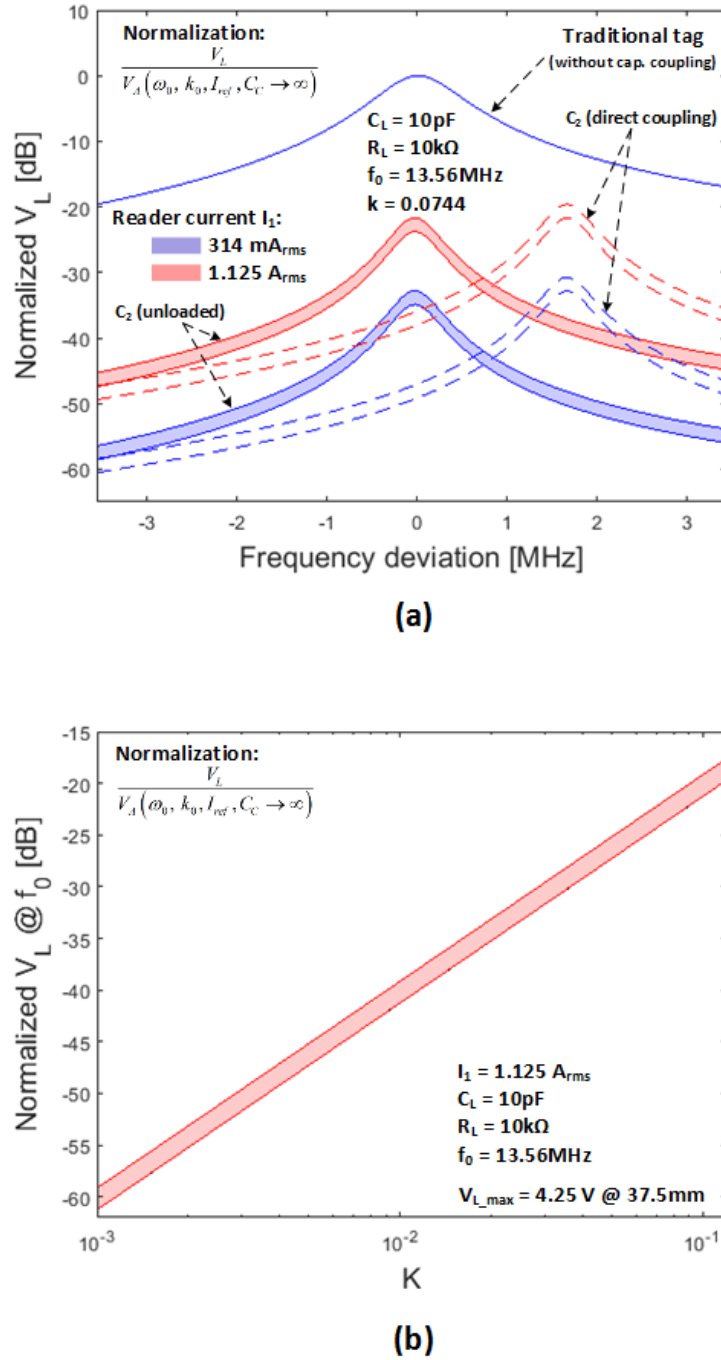 Normalization:
V_L
V_A(ω_0, k_0, I_ref, C_C → ∞)
Traditional tag
(without cap. coupling)
C_L = 10pF
R_L = 10kΩ
f_0 = 13.56MHz
k = 0.0744
C_2 (direct coupling)
Reader current I_1:
314 mA_rms
1.125 A_rms
C_2 (unloaded)
Normalized V_L [dB]
10
0
-10
-20
-30
-40
-50
-60
-3 -2 -1 0 1 2 3
Frequency deviation [MHz]
(a)
Normalization:
V_L
V_A(ω_0, k_0, I_ref, C_C → ∞)
Normalized V_L @ f_0 [dB]
-15
-20
-25
-30
-35
-40
-45
-50
-55
-60
I_1 = 1.125 A_rms
C_L = 10pF
R_L = 10kΩ
f_0 = 13.56MHz
V_L_max = 4.25 V @ 37.5mm
10^-3 10^-2 10^-1
K
(b)